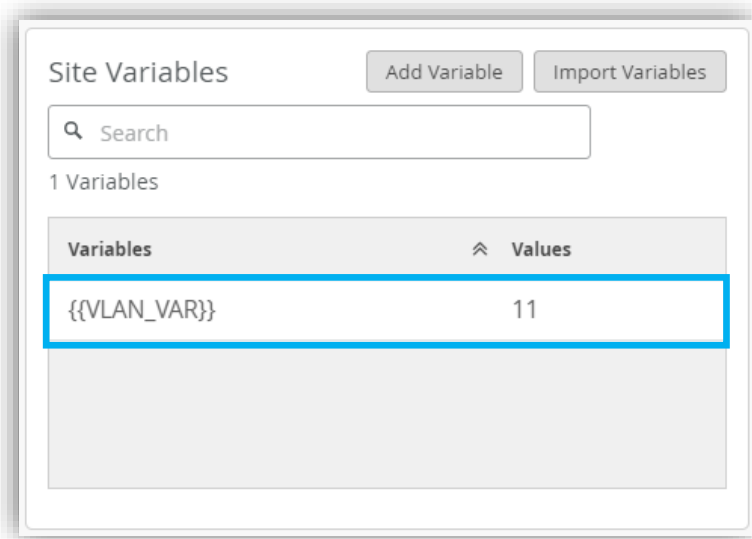 Site Variables Add Variable Import Variables
Search
1 Variables
Variables Values
{{VLAN_VAR}} 11